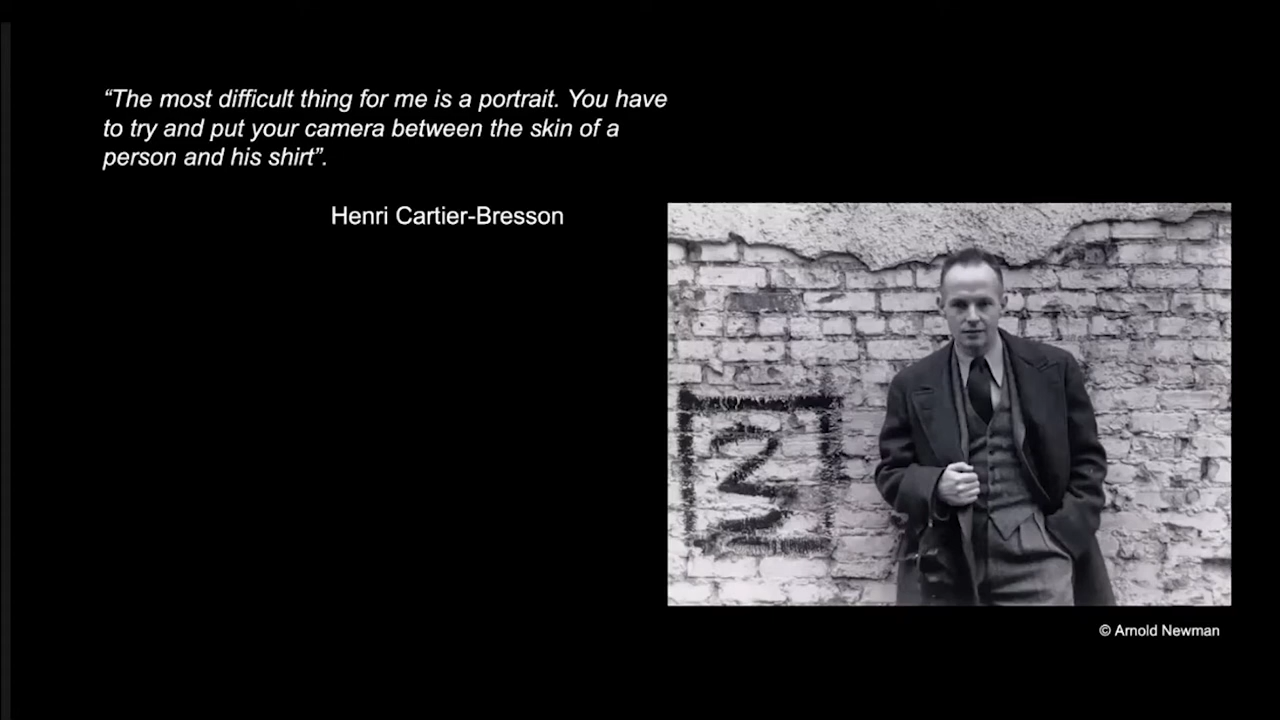 “The most difficult thing for me is a portrait. You have
to try and put your camera between the skin of a
person and his shirt”.
Henri Cartier-Bresson
© Arnold Newman